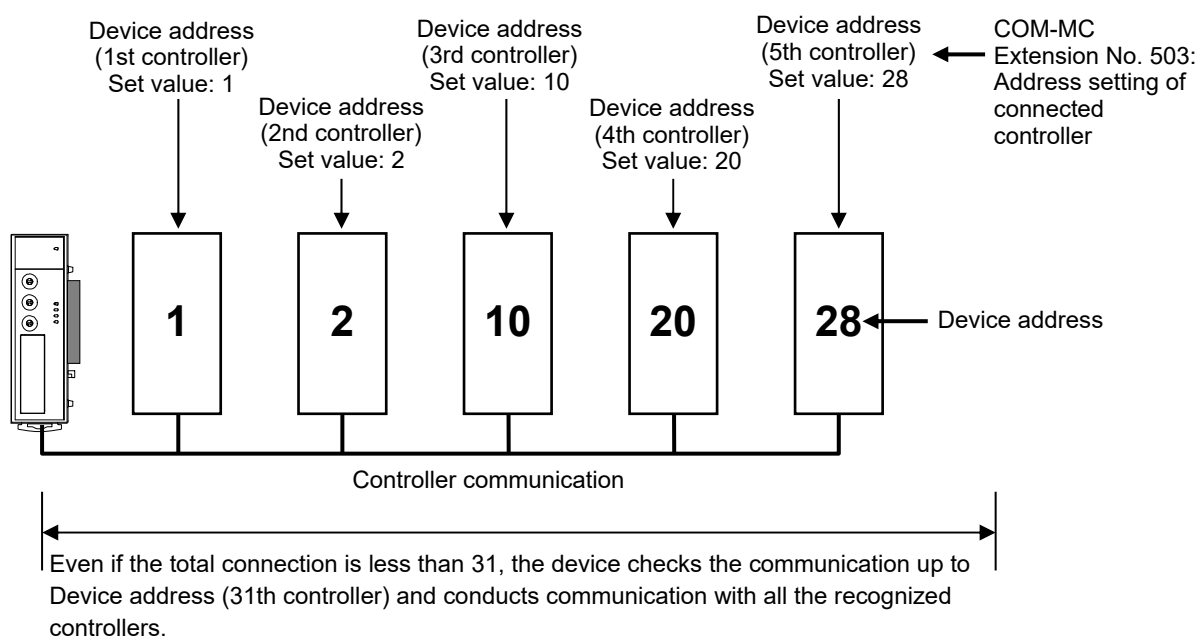 Device address
(1st controller)
Set value: 1
Device address
(2nd controller)
Set value: 2
Device address
(3rd controller)
Set value: 10
Device address
(4th controller)
Set value: 20
Device address
(5th controller)
Set value: 28
COM-MC
Extension No. 503:
Address setting of
connected
controller
1
2
10
20
28
Device address
Controller communication
Even if the total connection is less than 31, the device checks the communication up to
Device address (31th controller) and conducts communication with all the recognized
controllers.